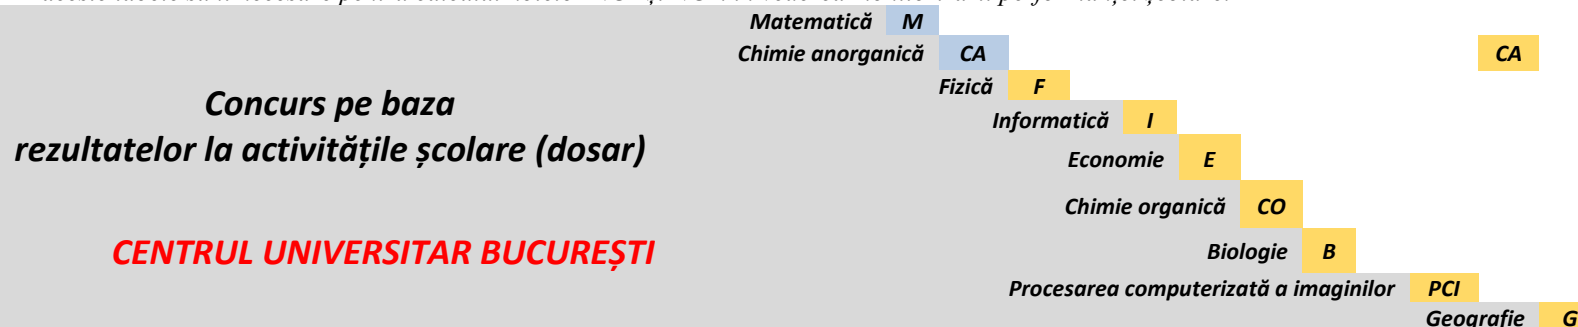 Matematică M
Chimie anorganică CA CA
Fizică F
Concurs pe baza
Informatică I
rezultatelor la activitățile școlare (dosar)
Economie E
Chimie organică CO
CENTRUL UNIVERSITAR BUCUREȘTI
Biologie B
Procesarea computerizată a imaginilor PCI
Geografie G